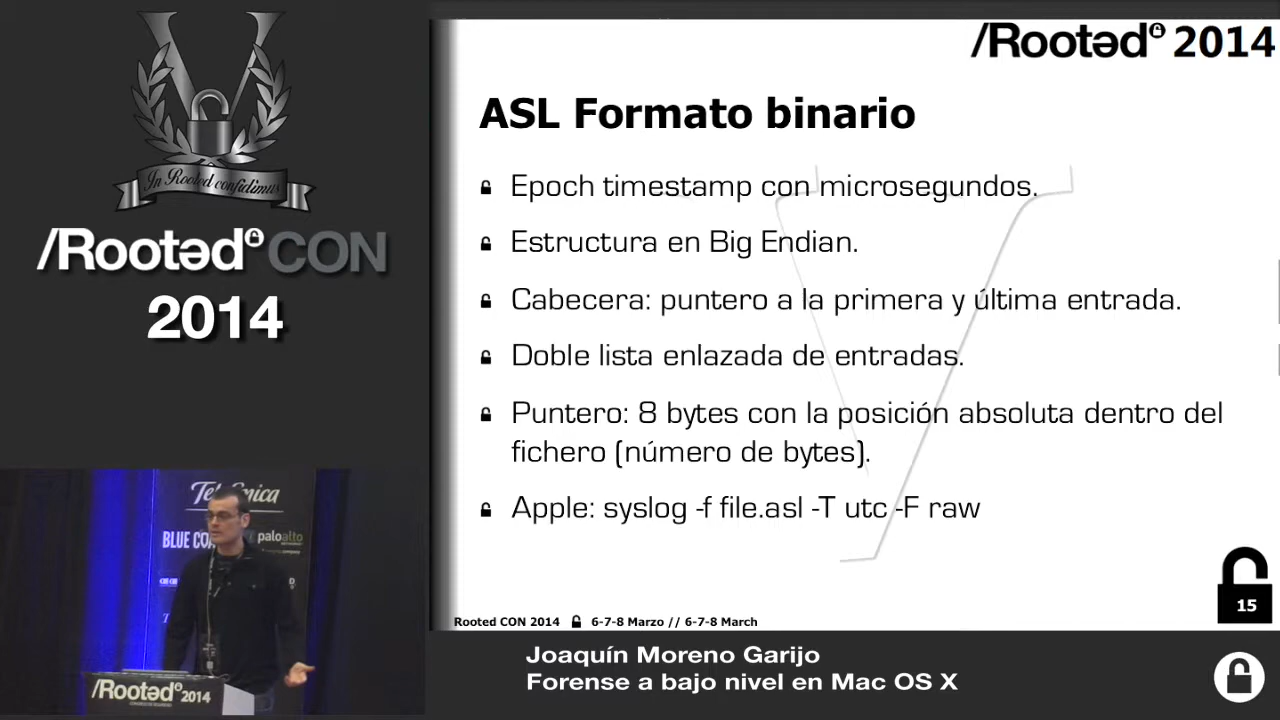 In Rooted confidimus
/RootedCON
2014
/Rooted 2014
ASL Formato binario
Epoch timestamp con microsegundos.
Estructura en Big Endian.
Cabecera: puntero a la primera y última entrada.
Doble lista enlazada de entradas.
Puntero: 8 bytes con la posición absoluta dentro del
fichero (número de bytes).
Apple: syslog -f file.asl -T utc -F raw
15
Rooted CON 2014 6-7-8 Marzo // 6-7-8 March
Telefónica
BLUE
paloalto
/Rooted 2014
Joaquín Moreno Garijo
Forense a bajo nivel en Mac OS X